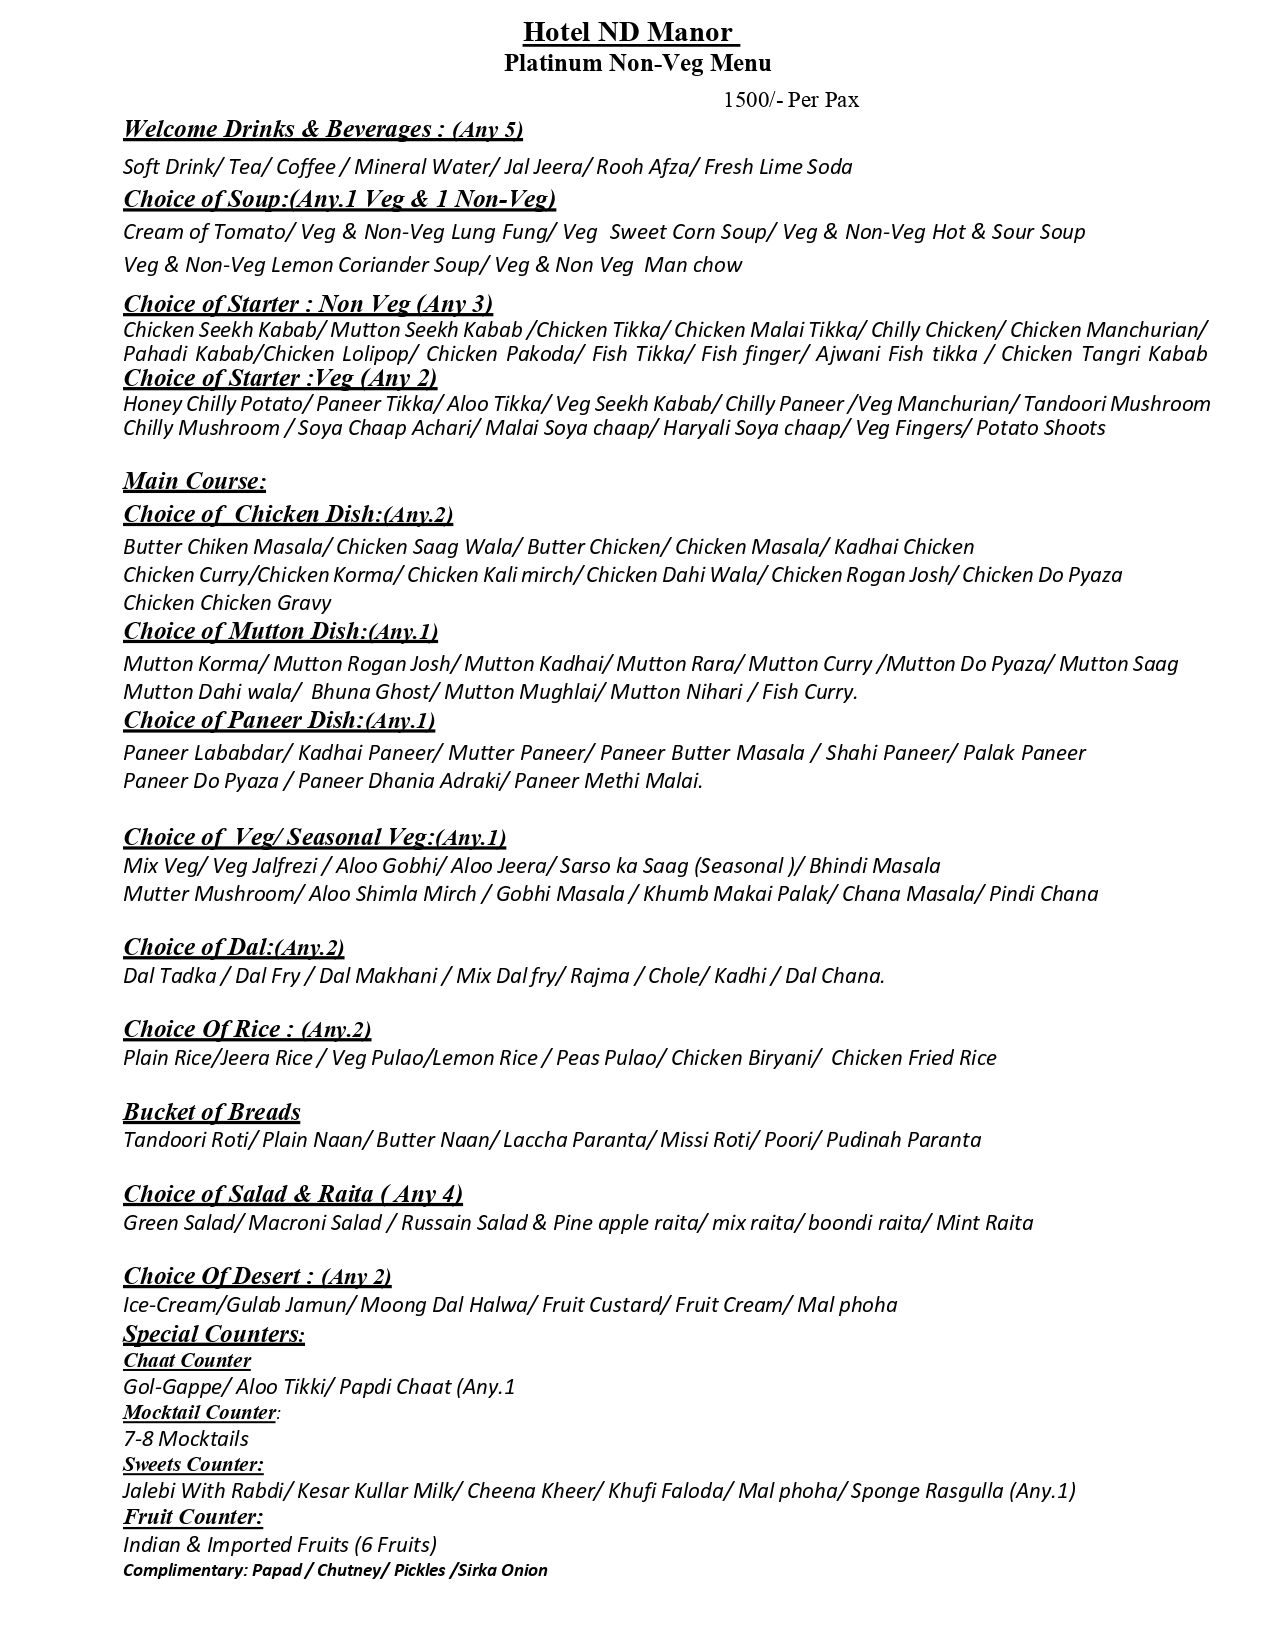 Hotel ND Manor
Platinum Non-Veg Menu
1500/- Per Pax
Welcome Drinks & Beverages : (Any 5)
Soft Drink/ Tea/ Coffee / Mineral Water/ Jal Jeera/ Rooh Afza/ Fresh Lime Soda
Choice of Soup:(Any.1 Veg & 1 Non-Veg)
Cream of Tomato/ Veg & Non-Veg Lung Fung/ Veg Sweet Corn Soup/ Veg & Non-Veg Hot & Sour Soup
Veg & Non-Veg Lemon Coriander Soup/ Veg & Non Veg Man chow
Choice of Starter : Non Veg (Any 3)
Chicken Seekh Kabab/ Mutton Seekh Kabab /Chicken Tikka/ Chicken Malai Tikka/ Chilly Chicken/ Chicken Manchurian/
Pahadi Kabab/Chicken Lolipop/ Chicken Pakoda/ Fish Tikka/ Fish finger/ Ajwani Fish tikka / Chicken Tangri Kabab
Choice of Starter :Veg (Any 2)
Honey Chilly Potato/ Paneer Tikka/ Aloo Tikka/ Veg Seekh Kabab/ Chilly Paneer /Veg Manchurian/ Tandoori Mushroom
Chilly Mushroom / Soya Chaap Achari/ Malai Soya chaap/ Haryali Soya chaap/ Veg Fingers/ Potato Shoots
Main Course:
Choice of Chicken Dish:(Any.2)
Butter Chiken Masala/ Chicken Saag Wala/ Butter Chicken/ Chicken Masala/ Kadhai Chicken
Chicken Curry/Chicken Korma/ Chicken Kali mirch/ Chicken Dahi Wala/ Chicken Rogan Josh/ Chicken Do Pyaza
Chicken Chicken Gravy
Choice of Mutton Dish:(Any.1)
Mutton Korma/ Mutton Rogan Josh/ Mutton Kadhai/ Mutton Rara/ Mutton Curry /Mutton Do Pyaza/ Mutton Saag
Mutton Dahi wala/ Bhuna Ghost/ Mutton Mughlai/ Mutton Nihari / Fish Curry.
Choice of Paneer Dish:(Any.1)
Paneer Lababdar/ Kadhai Paneer/ Mutter Paneer/ Paneer Butter Masala / Shahi Paneer/ Palak Paneer
Paneer Do Pyaza / Paneer Dhania Adraki/ Paneer Methi Malai.
Choice of Veg/ Seasonal Veg:(Any.1)
Mix Veg/ Veg Jalfrezi / Aloo Gobhi/ Aloo Jeera/ Sarso ka Saag (Seasonal )/ Bhindi Masala
Mutter Mushroom/ Aloo Shimla Mirch / Gobhi Masala / Khumb Makai Palak/ Chana Masala/ Pindi Chana
Choice of Dal:(Any.2)
Dal Tadka / Dal Fry / Dal Makhani / Mix Dal fry/ Rajma / Chole/ Kadhi / Dal Chana.
Choice Of Rice : (Any.2)
Plain Rice/Jeera Rice / Veg Pulao/Lemon Rice / Peas Pulao/ Chicken Biryani/ Chicken Fried Rice
Bucket of Breads
Tandoori Roti/ Plain Naan/ Butter Naan/ Laccha Paranta/ Missi Roti/ Poori/ Pudinah Paranta
Choice of Salad & Raita ( Any 4)
Green Salad/ Macroni Salad / Russain Salad & Pine apple raita/ mix raita/ boondi raita/ Mint Raita
Choice Of Desert : (Any 2)
Ice-Cream/Gulab Jamun/ Moong Dal Halwa/ Fruit Custard/ Fruit Cream/ Mal phoha
Special Counters:
Chaat Counter
Gol-Gappe/ Aloo Tikki/ Papdi Chaat (Any.1
Mocktail Counter:
7-8 Mocktails
Sweets Counter:
Jalebi With Rabdi/ Kesar Kullar Milk/ Cheena Kheer/ Khufi Faloda/ Mal phoha/ Sponge Rasgulla (Any.1)
Fruit Counter:
Indian & Imported Fruits (6 Fruits)
Complimentary: Papad / Chutney/ Pickles /Sirka Onion